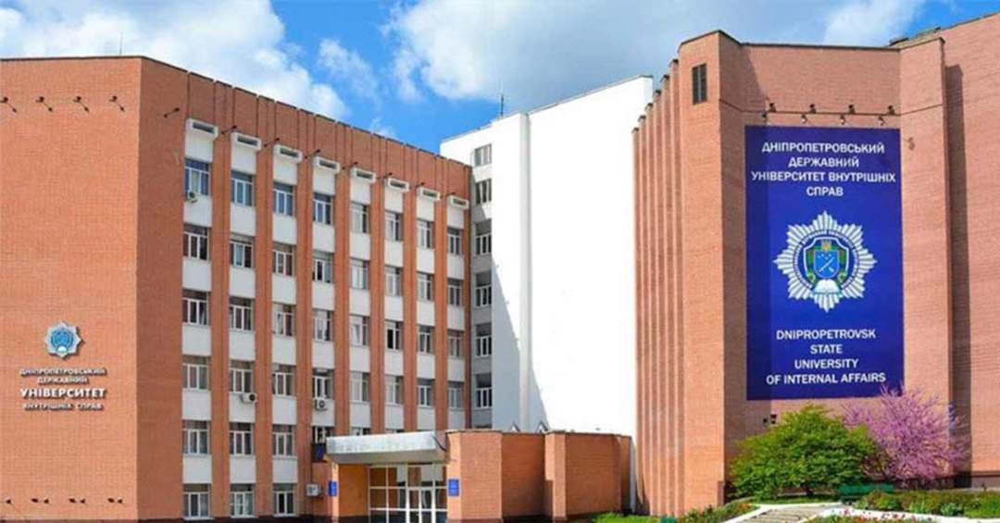 ДНІПРОПЕТРОВСЬКИЙ
ДЕРЖАВНИЙ
УНІВЕРСИТЕТ
ВНУТРІШНІХ СПРАВ
ДНІПРОПЕТРОВСЬКИЙ
ДЕРЖАВНИЙ
УНІВЕРСИТЕТ ВНУТРІШНІХ
СПРАВ
DNIPROPETROVSK
STATE
UNIVERSITY
OF INTERNAL AFFAIRS